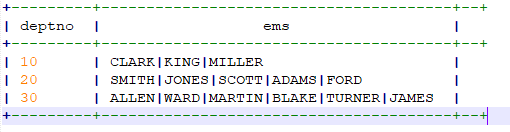 +---------+--------------------------------------+--+
| deptno | ems |
+---------+--------------------------------------+--+
| 10 | CLARK|KING|MILLER |
| 20 | SMITH|JONES|SCOTT|ADAMS|FORD |
| 30 | ALLEN|WARD|MARTIN|BLAKE|TURNER|JAMES |
+---------+--------------------------------------+--+